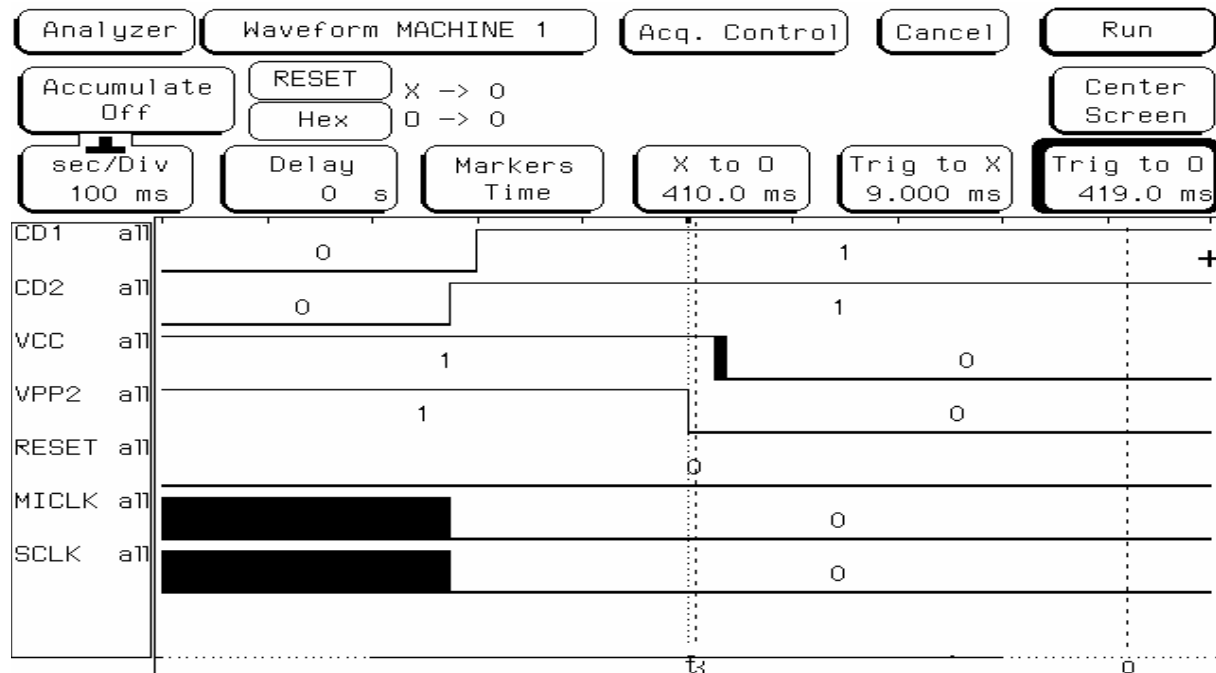 Analyzer Waveform MACHINE 1 Acq. Control Cancel Run
Accumulate Off RESET X -> 0 Center Screen
Hex O -> 0
sec/Div Delay Markers X to O Trig to X Trig to O
100 ms 0 s Time 410.0 ms 9.000 ms 419.0 ms
CD1 all 0 1
CD2 all 0 1
VCC all 1 0
VPP2 all 1 0
RESET all 0
MICLK all 0
SCLK all 0
O